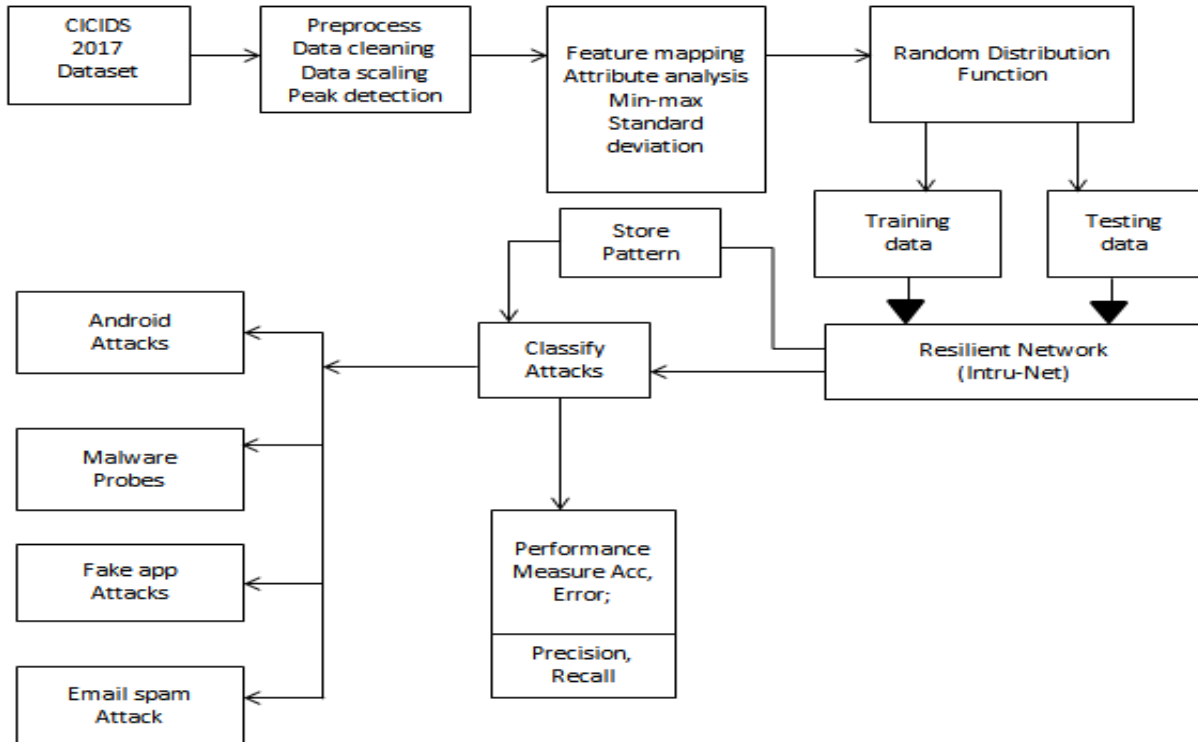 CICIDS
2017
Dataset
Preprocess
Data cleaning
Data scaling
Peak detection
Feature mapping
Attribute analysis
Min-max
Standard
deviation
Random Distribution
Function
Training
data
Testing
data
Resilient Network
(Intru-Net)
Store
Pattern
Classify
Attacks
Android
Attacks
Malware
Probes
Fake app
Attacks
Email spam
Attack
Performance
Measure Acc,
Error;
Precision,
Recall